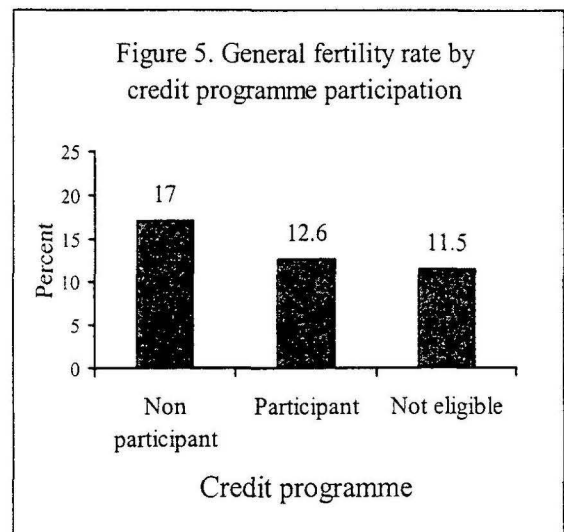 Figure 5. General fertility rate by
credit programme participation
Percent
25
20
15
10
5
0
17
12.6
11.5
Non
participant
Participant
Not eligible
Credit programme